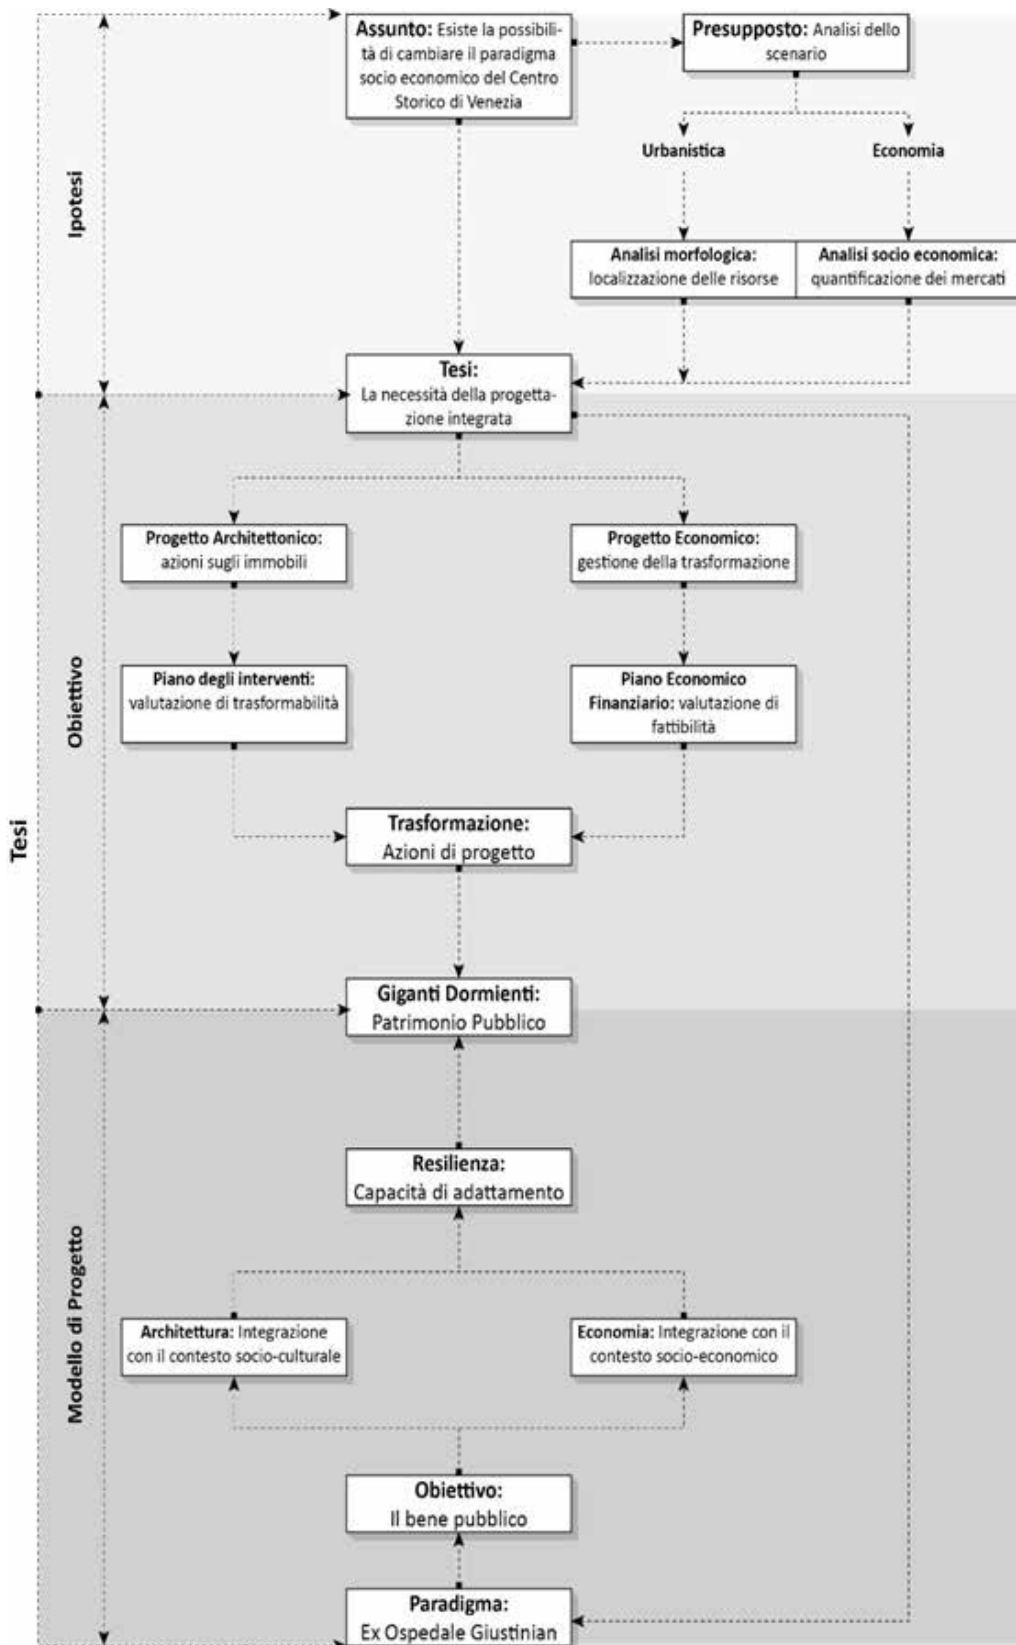 Assunto: Esiste la possibili-
tà di cambiare il paradigma
socio economico del Centro
Storico di Venezia
Presupposto: Analisi dello
scenario
Urbanistica
Economia
Ipotesi
Analisi morfologica:
localizzazione delle risorse
Analisi socio economica:
quantificazione dei mercati
Tesi:
La necessità della progetta-
zione integrata
Progetto Architettonico:
azioni sugli immobili
Progetto Economico:
gestione della trasformazione
Obiettivo
Piano degli interventi:
valutazione di trasformabilità
Piano Economico
Finanziario: valutazione di
fattibilità
Tesi
Trasformazione:
Azioni di progetto
Giganti Dormienti:
Patrimonio Pubblico
Resilienza:
Capacità di adattamento
Modello di Progetto
Architettura: Integrazione
con il contesto socio-culturale
Economia: Integrazione con il
contesto socio-economico
Obiettivo:
Il bene pubblico
Paradigma:
Ex Ospedale Giustinian